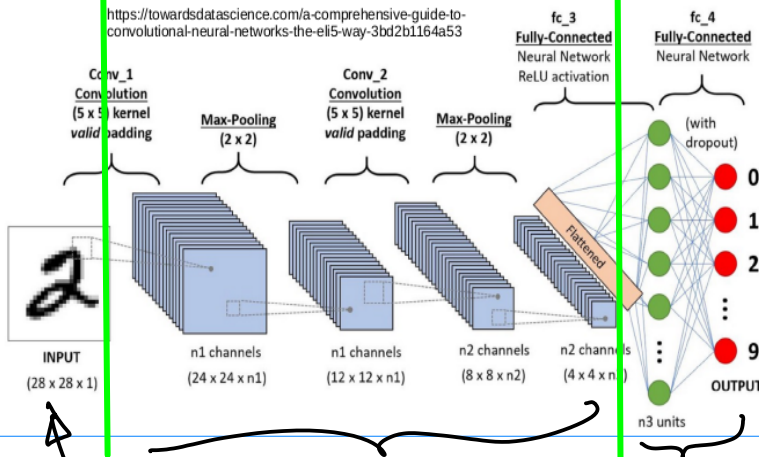 https://towardsdatascience.com/a-comprehensive-guide-to-
convolutional-neural-networks-the-eli5-way-3bd2b1164a53
fc_3
Fully-Connected
Neural Network
ReLU activation
fc_4
Fully-Connected
Neural Network
Conv_1
Convolution
(5 x 5) kernel
valid padding
Max-Pooling
(2 x 2)
Conv_2
Convolution
(5 x 5) kernel
valid padding
Max-Pooling
(2 x 2)
(with
dropout)
2
Flattened
0
1
2
9
INPUT
(28 x 28 x 1)
n1 channels
(24 x 24 x n1)
n1 channels
(12 x 12 x n1)
n2 channels
(8 x 8 x n2)
n2 channels
(4 x 4 x n2)
n3 units
OUTPUT